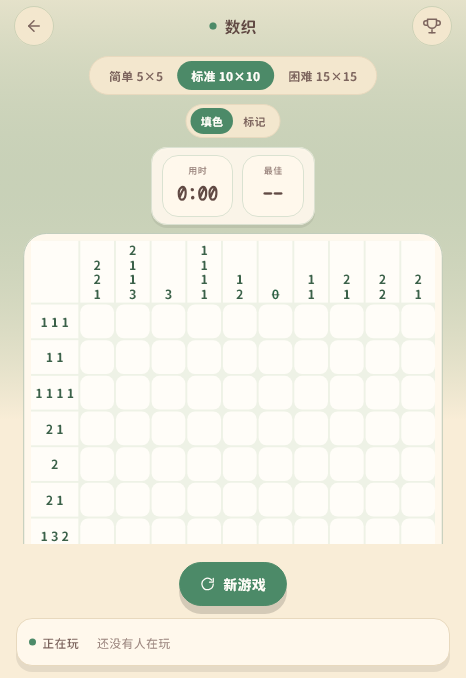 数织
简单 5×5 标准 10×10 困难 15×15
填色 标记
用时 最佳
0:00 --
2 1
2 1 1
2 1 1 1 1 2 2 2
1 3 3 1 2 0 1 1 2 1
1 1 1
1 1
1 1 1 1
2 1
2
2 1
1 3 2
新游戏
正在玩 还没有人在玩